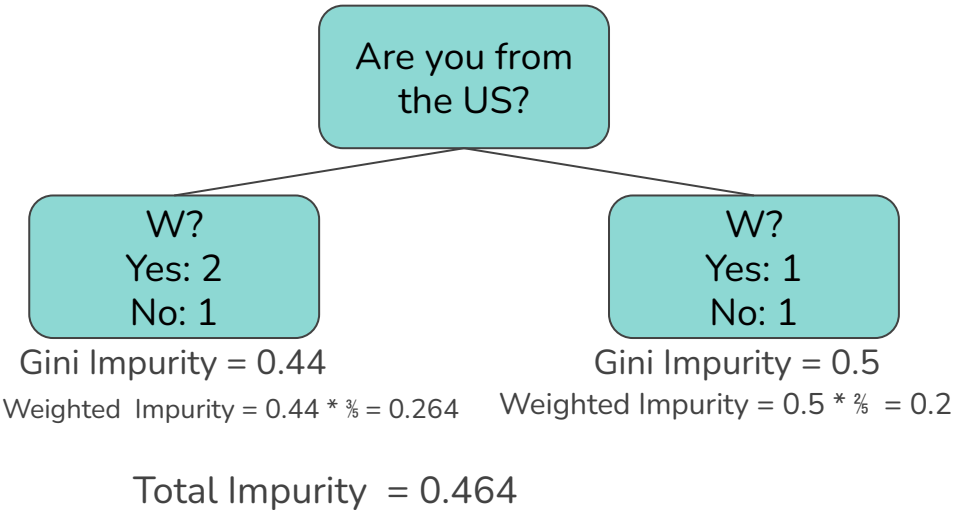 Are you from
the US?
W?
Yes: 2
No: 1
W?
Yes: 1
No: 1
Gini Impurity = 0.44
Gini Impurity = 0.5
Weighted Impurity = 0.44 * ⅗ = 0.264
Weighted Impurity = 0.5 * ⅖ = 0.2
Total Impurity = 0.464